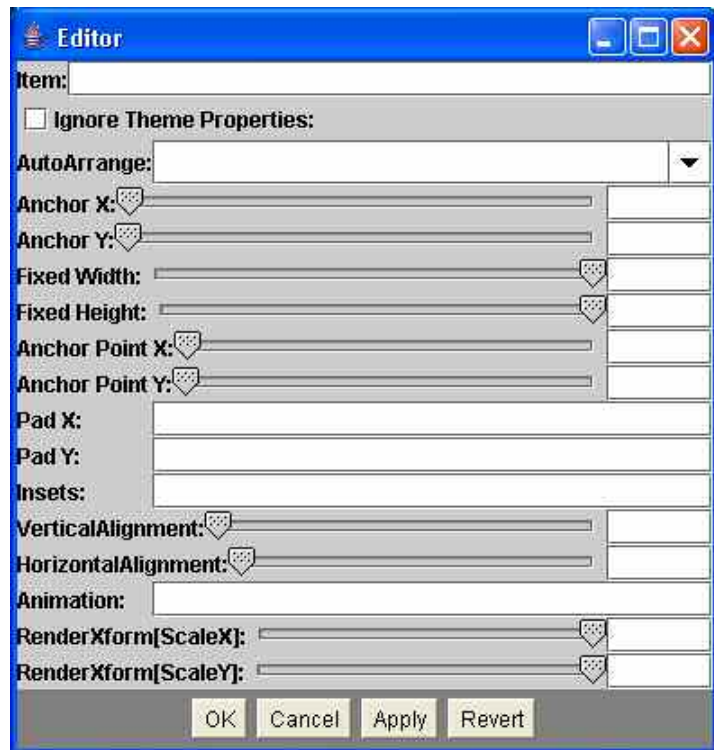 Editor
Item:
Ignore Theme Properties:
AutoArrange:
Anchor X:
Anchor Y:
Fixed Width:
Fixed Height:
Anchor Point X:
Anchor Point Y:
Pad X:
Pad Y:
Insets:
VerticalAlignment:
HorizontalAlignment:
Animation:
RenderXform[ScaleX]:
RenderXform[ScaleY]:
OK Cancel Apply Revert